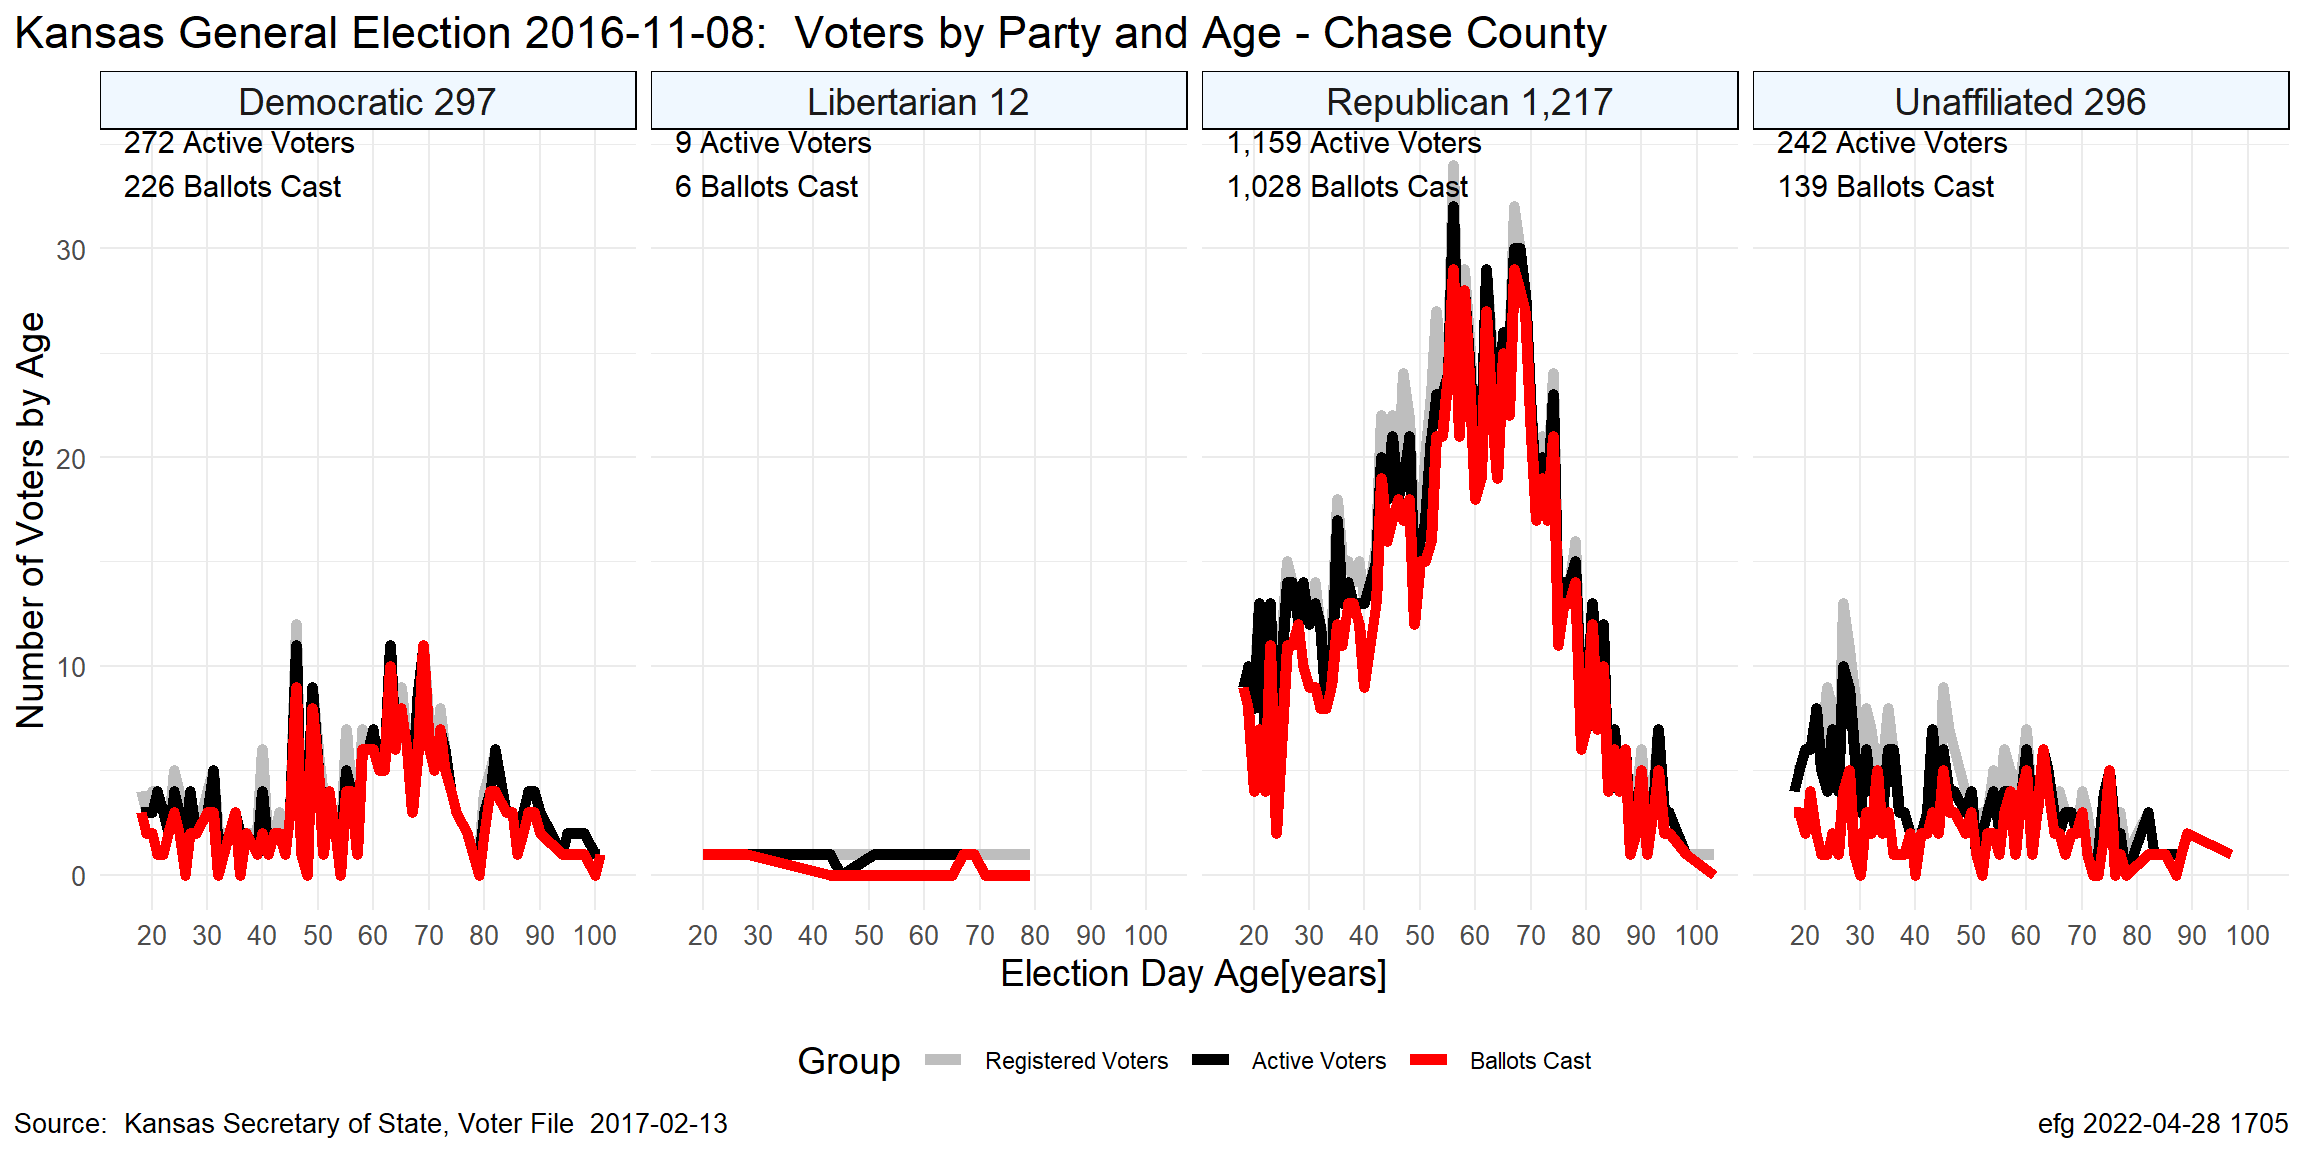 Kansas General Election 2016-11-08:  Voters by Party and Age - Chase County
Democratic 297
Libertarian 12
Republican 1,217
Unaffiliated 296
272 Active Voters
226 Ballots Cast
9 Active Voters
6 Ballots Cast
1,159 Active Voters
1,028 Ballots Cast
242 Active Voters
139 Ballots Cast
Number of Voters by Age
30
20
10
0
20 30 40 50 60 70 80 90 100
20 30 40 50 60 70 80 90 100
20 30 40 50 60 70 80 90 100
20 30 40 50 60 70 80 90 100
Election Day Age[years]
Group Registered Voters Active Voters Ballots Cast
Source:  Kansas Secretary of State, Voter File  2017-02-13
efg 2022-04-28 1705